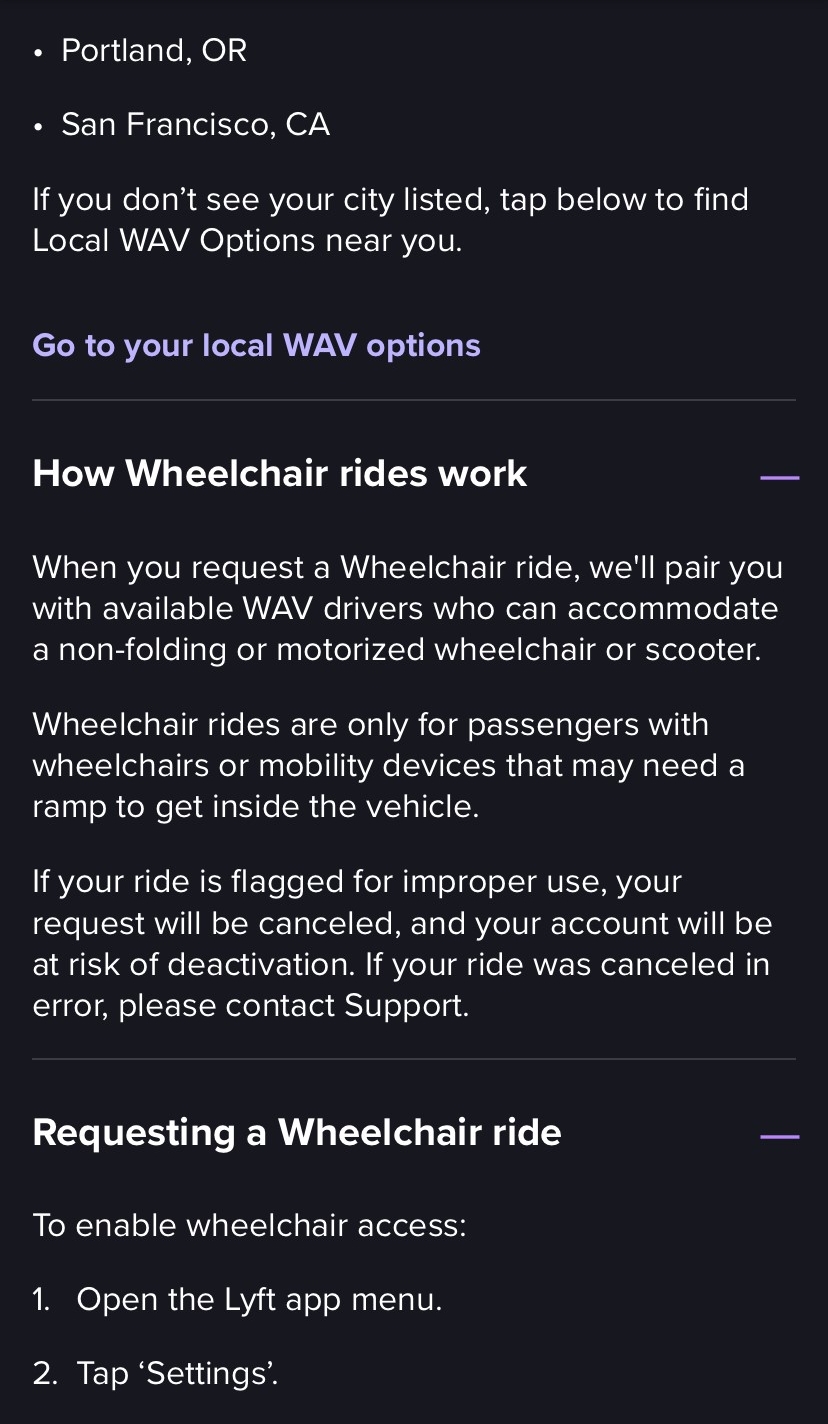 • Portland, OR
• San Francisco, CA
If you don’t see your city listed, tap below to find
Local WAV Options near you.
Go to your local WAV options
How Wheelchair rides work
When you request a Wheelchair ride, we'll pair you
with available WAV drivers who can accommodate
a non-folding or motorized wheelchair or scooter.
Wheelchair rides are only for passengers with
wheelchairs or mobility devices that may need a
ramp to get inside the vehicle.
If your ride is flagged for improper use, your
request will be canceled, and your account will be
at risk of deactivation. If your ride was canceled in
error, please contact Support.
Requesting a Wheelchair ride
To enable wheelchair access:
1. Open the Lyft app menu.
2. Tap ‘Settings’.